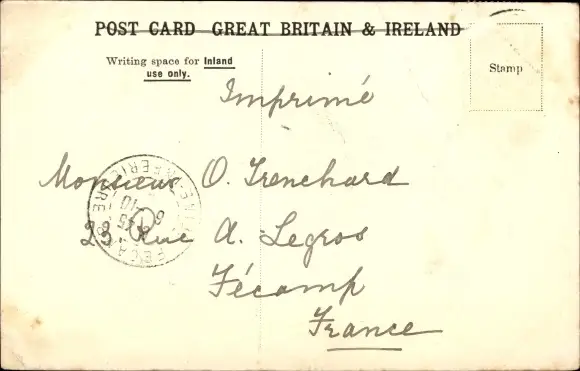 POST CARD GREAT BRITAIN & IRELAND
Writing space for Inland
use only.
Stamp
Imprimé
Monsieur O. Trenchard
23. Rue A. Legros
Fécamp
France